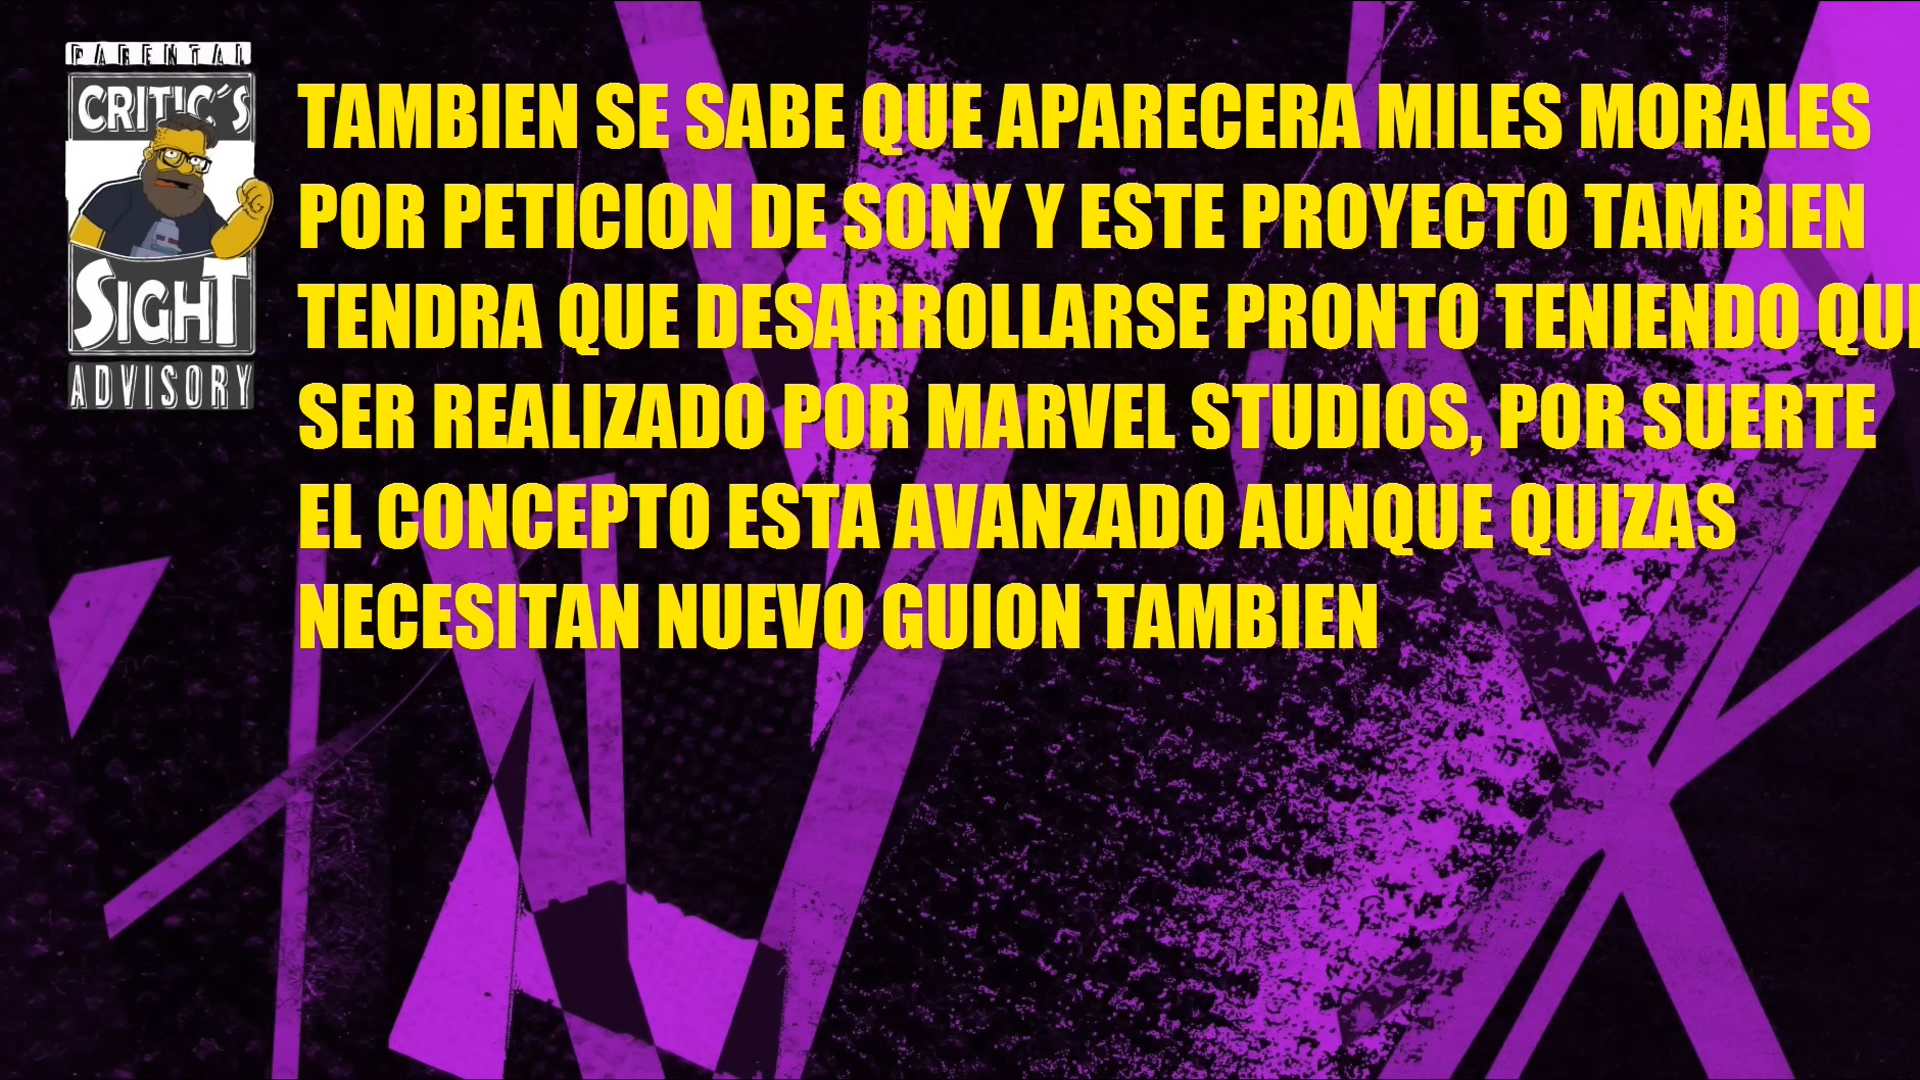 PARENTAL
CRITIC´S
SIGHT
ADVISORY
TAMBIEN SE SABE QUE APARECERA MILES MORALES
POR PETICION DE SONY Y ESTE PROYECTO TAMBIEN
TENDRA QUE DESARROLLARSE PRONTO TENIENDO QUE
SER REALIZADO POR MARVEL STUDIOS, POR SUERTE
EL CONCEPTO ESTA AVANZADO AUNQUE QUIZAS
NECESITAN NUEVO GUION TAMBIEN